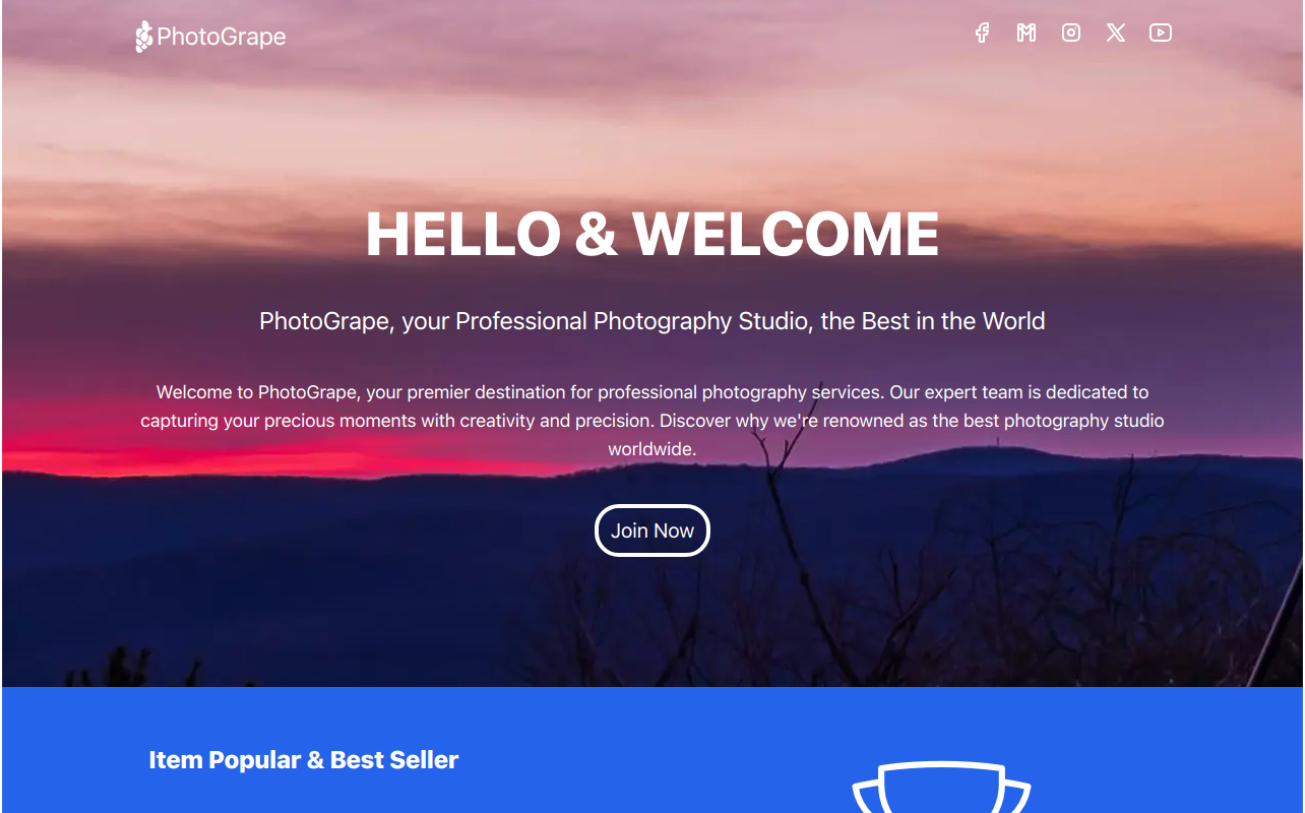 PhotoGrape
HELLO & WELCOME
PhotoGrape, your Professional Photography Studio, the Best in the World
Welcome to PhotoGrape, your premier destination for professional photography services. Our expert team is dedicated to
capturing your precious moments with creativity and precision. Discover why we're renowned as the best photography studio
worldwide.
Join Now
Item Popular & Best Seller